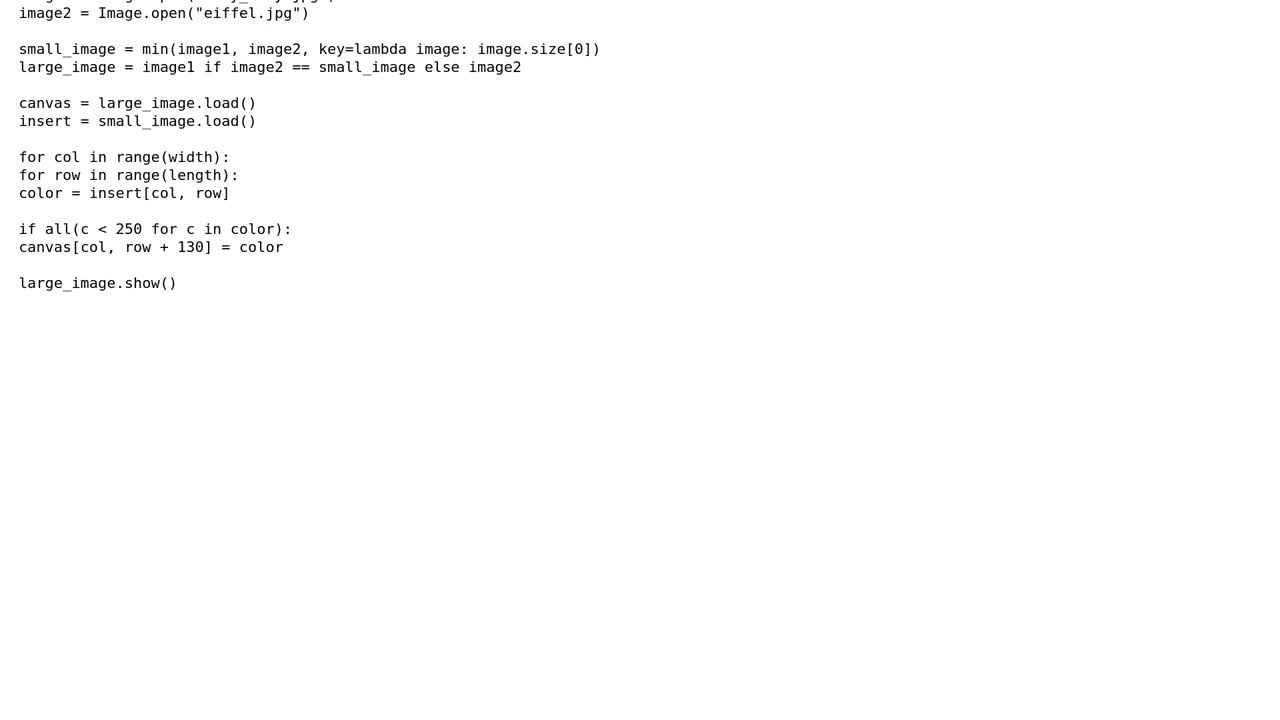 image2 = Image.open("eiffel.jpg")
small_image = min(image1, image2, key=lambda image: image.size[0])
large_image = image1 if image2 == small_image else image2
canvas = large_image.load()
insert = small_image.load()
for col in range(width):
for row in range(length):
color = insert[col, row]
if all(c < 250 for c in color):
canvas[col, row + 130] = color
large_image.show()